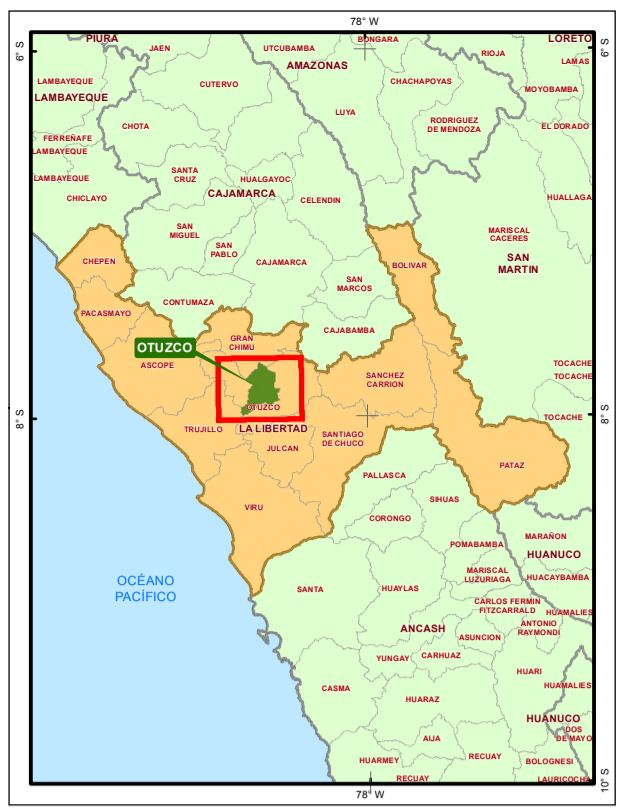 78° W
6° S
6° S
PIURA
JAEN
UTCUBAMBA
BONGARA
LORETO
RIOJA
LAMAS
AMAZONAS
LAMBAYEQUE
CUTERVO
CHACHAPOYAS
MOYOBAMBA
LAMBAYEQUE
LUYA
CHOTA
RODRIGUEZ
DE MENDOZA
EL DORADO
FERREÑAFE
LAMBAYEQUE
LAMBAYEQUE
SANTA
CRUZ
HUALGAYOC
CHICLAYO
CAJAMARCA
CELENDIN
HUALLAGA
SAN
MIGUEL
SAN
PABLO
MARISCAL
CACERES
SAN
MARTIN
CHEPEN
CAJAMARCA
BOLIVAR
SAN
MARCOS
CONTUMAZA
PACASMAYO
CAJABAMBA
GRAN
CHIMU
OTUZCO
ASCOPE
TOCACHE
TOCACHE
SANCHEZ
CARRION
OTUZCO
8° S
8° S
TOCACHE
TRUJILLO
LA LIBERTAD
SANTIAGO
DE CHUCO
JULCAN
PATAZ
PALLASCA
SIHUAS
VIRU
CORONGO
MARAÑON
POMABAMBA
HUANUCO
MARISCAL
LUZURIAGA
HUACAYBAMBA
OCÉANO
PACÍFICO
SANTA
HUAYLAS
CARLOS FERMIN
FITZCARRALD
HUAMALIES
ANCASH
ANTONIO
RAYMONDI
ASUNCION
YUNGAY
CARHUAZ
HUARI
CASMA
HUAMALIES
HUARAZ
HUANUCO
DOS
DE MAYO
AIJA
HUARMEY
RECUAY
BOLOGNESI
RECUAY
LAURICOCHA
10° S
78° W